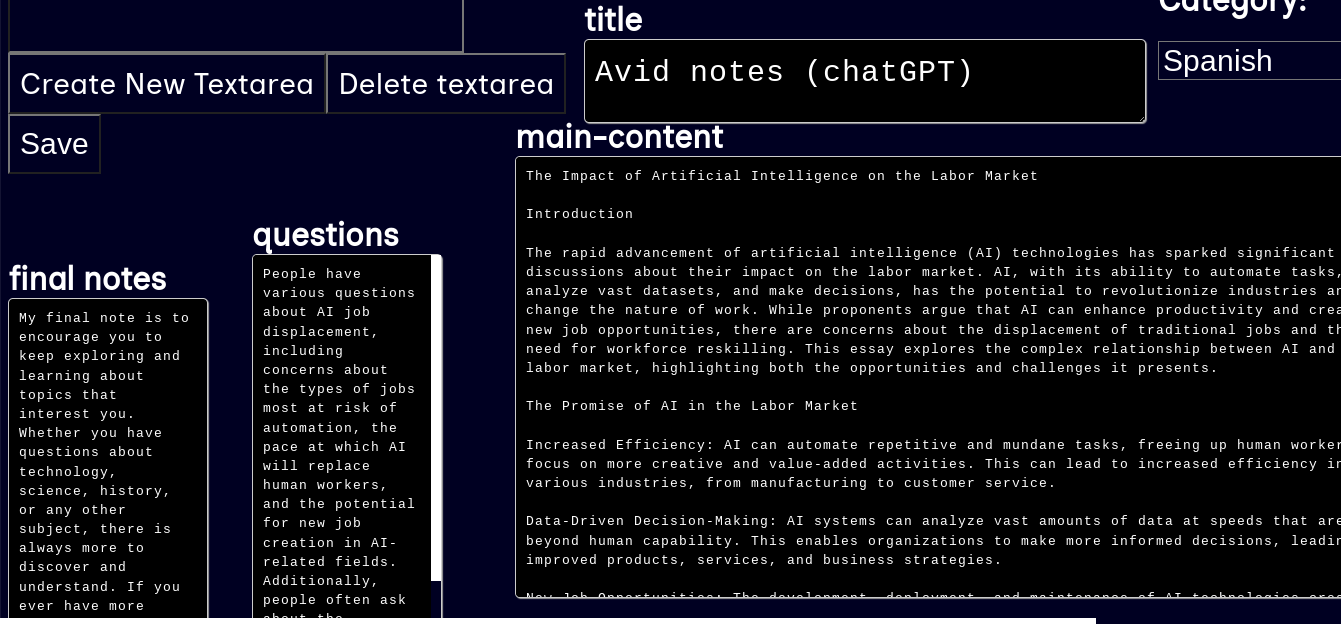 title
Category:
Avid notes (chatGPT)
Spanish
Create New Textarea
Delete textarea
Save
main-content
The Impact of Artificial Intelligence on the Labor Market
Introduction
The rapid advancement of artificial intelligence (AI) technologies has sparked significant
discussions about their impact on the labor market. AI, with its ability to automate tasks,
analyze vast datasets, and make decisions, has the potential to revolutionize industries
change the nature of work. While proponents argue that AI can enhance productivity and
new job opportunities, there are concerns about the displacement of traditional jobs and
need for workforce reskilling. This essay explores the complex relationship between AI and
labor market, highlighting both the opportunities and challenges it presents.
The Promise of AI in the Labor Market
Increased Efficiency: AI can automate repetitive and mundane tasks, freeing up human
focus on more creative and value-added activities. This can lead to increased efficiency in
various industries, from manufacturing to customer service.
Data-Driven Decision-Making: AI systems can analyze vast amounts of data at speeds that are
beyond human capability. This enables organizations to make more informed decisions,
improved products, services, and business strategies.
New Job Opportunities: The development, deployment, and maintenance of AI technologies
questions
People have
various questions
about AI job
displacement,
including
concerns about
the types of jobs
most at risk of
automation, the
pace at which AI
will replace
human workers,
and the potential
for new job
creation in AI-
related fields.
Additionally,
people often ask
about the
final notes
My final note is to
encourage you to
keep exploring and
learning about
topics that
interest you.
Whether you have
questions about
technology,
science, history,
or any other
subject, there is
always more to
discover and
understand. If you
ever have more